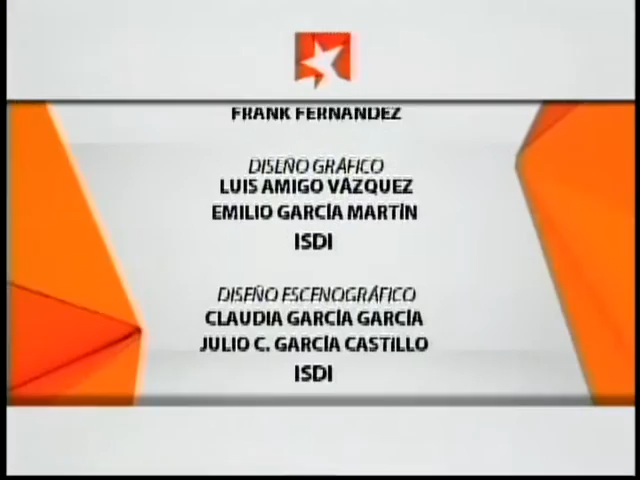 FRANK FERNANDEZ
DISEÑO GRÁFICO
LUIS AMIGO VÁZQUEZ
EMILIO GARCÍA MARTÍN
ISDI
DISEÑO ESCENOGRÁFICO
CLAUDIA GARCÍA GARCÍA
JULIO C. GARCÍA CASTILLO
ISDI